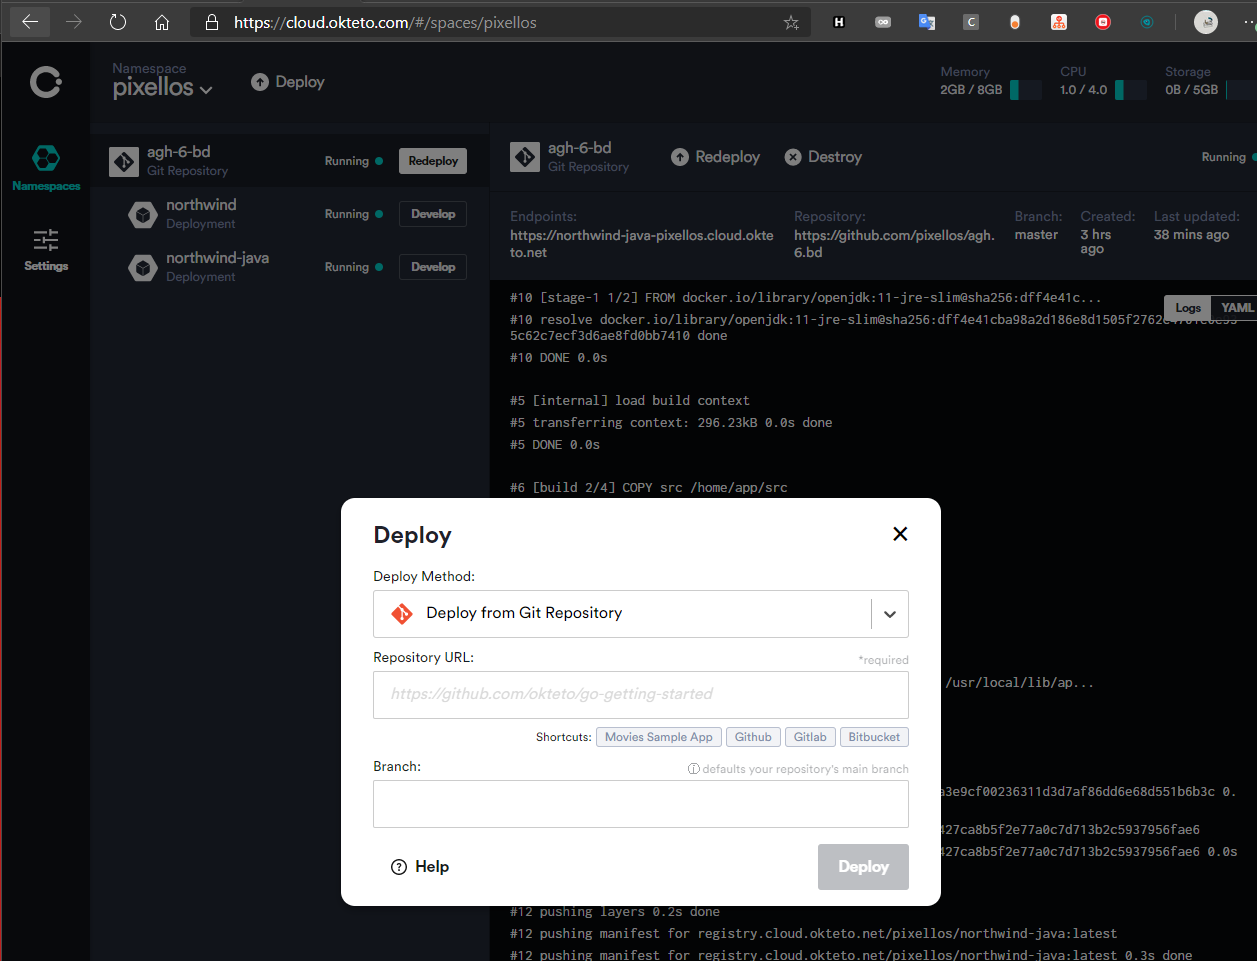 https://cloud.okteto.com/#/spaces/pixellos
Namespace
pixellos
Deploy
Memory
2GB / 8GB
CPU
1.0 / 4.0
Storage
0B / 5GB
Namespaces
Settings
agh-6-bd
Git Repository
Running
Redeploy
northwind
Deployment
Running
Develop
northwind-java
Deployment
Running
Develop
agh-6-bd
Git Repository
Redeploy
Destroy
Running
Endpoints:
https://northwind-java-pixellos.cloud.okte
to.net
Repository:
https://github.com/pixellos/agh.
6.bd
Branch:
master
Created:
3 hrs
ago
Last updated:
38 mins ago
Logs
YAML
#10 [stage-1 1/2] FROM docker.io/library/openjdk:11-jre-slim@sha256:dff4e41c...
#10 resolve docker.io/library/openjdk:11-jre-slim@sha256:dff4e41cba98a2d186e8d1505f2762
5c62c7ecf3d6ae8fd0bb7410 done
#10 DONE 0.0s
#5 [internal] load build context
#5 transferring context: 296.23kB 0.0s done
#5 DONE 0.0s
#6 [build 2/4] COPY src /home/app/src
/usr/local/lib/ap...
a3e9cf00236311d3d7af86dd6e68d551b6b3c 0.
427ca8b5f2e77a0c7d713b2c5937956fae6
427ca8b5f2e77a0c7d713b2c5937956fae6 0.0s
#12 pushing layers 0.2s done
#12 pushing manifest for registry.cloud.okteto.net/pixellos/northwind-java:latest
#12 pushing manifest for registry.cloud.okteto.net/pixellos/northwind-java:latest 0.3s done
Deploy
Deploy Method:
Deploy from Git Repository
Repository URL:
*required
https://github.com/okteto/go-getting-started
Shortcuts:
Movies Sample App
Github
Gitlab
Bitbucket
Branch:
defaults your repository's main branch
Help
Deploy